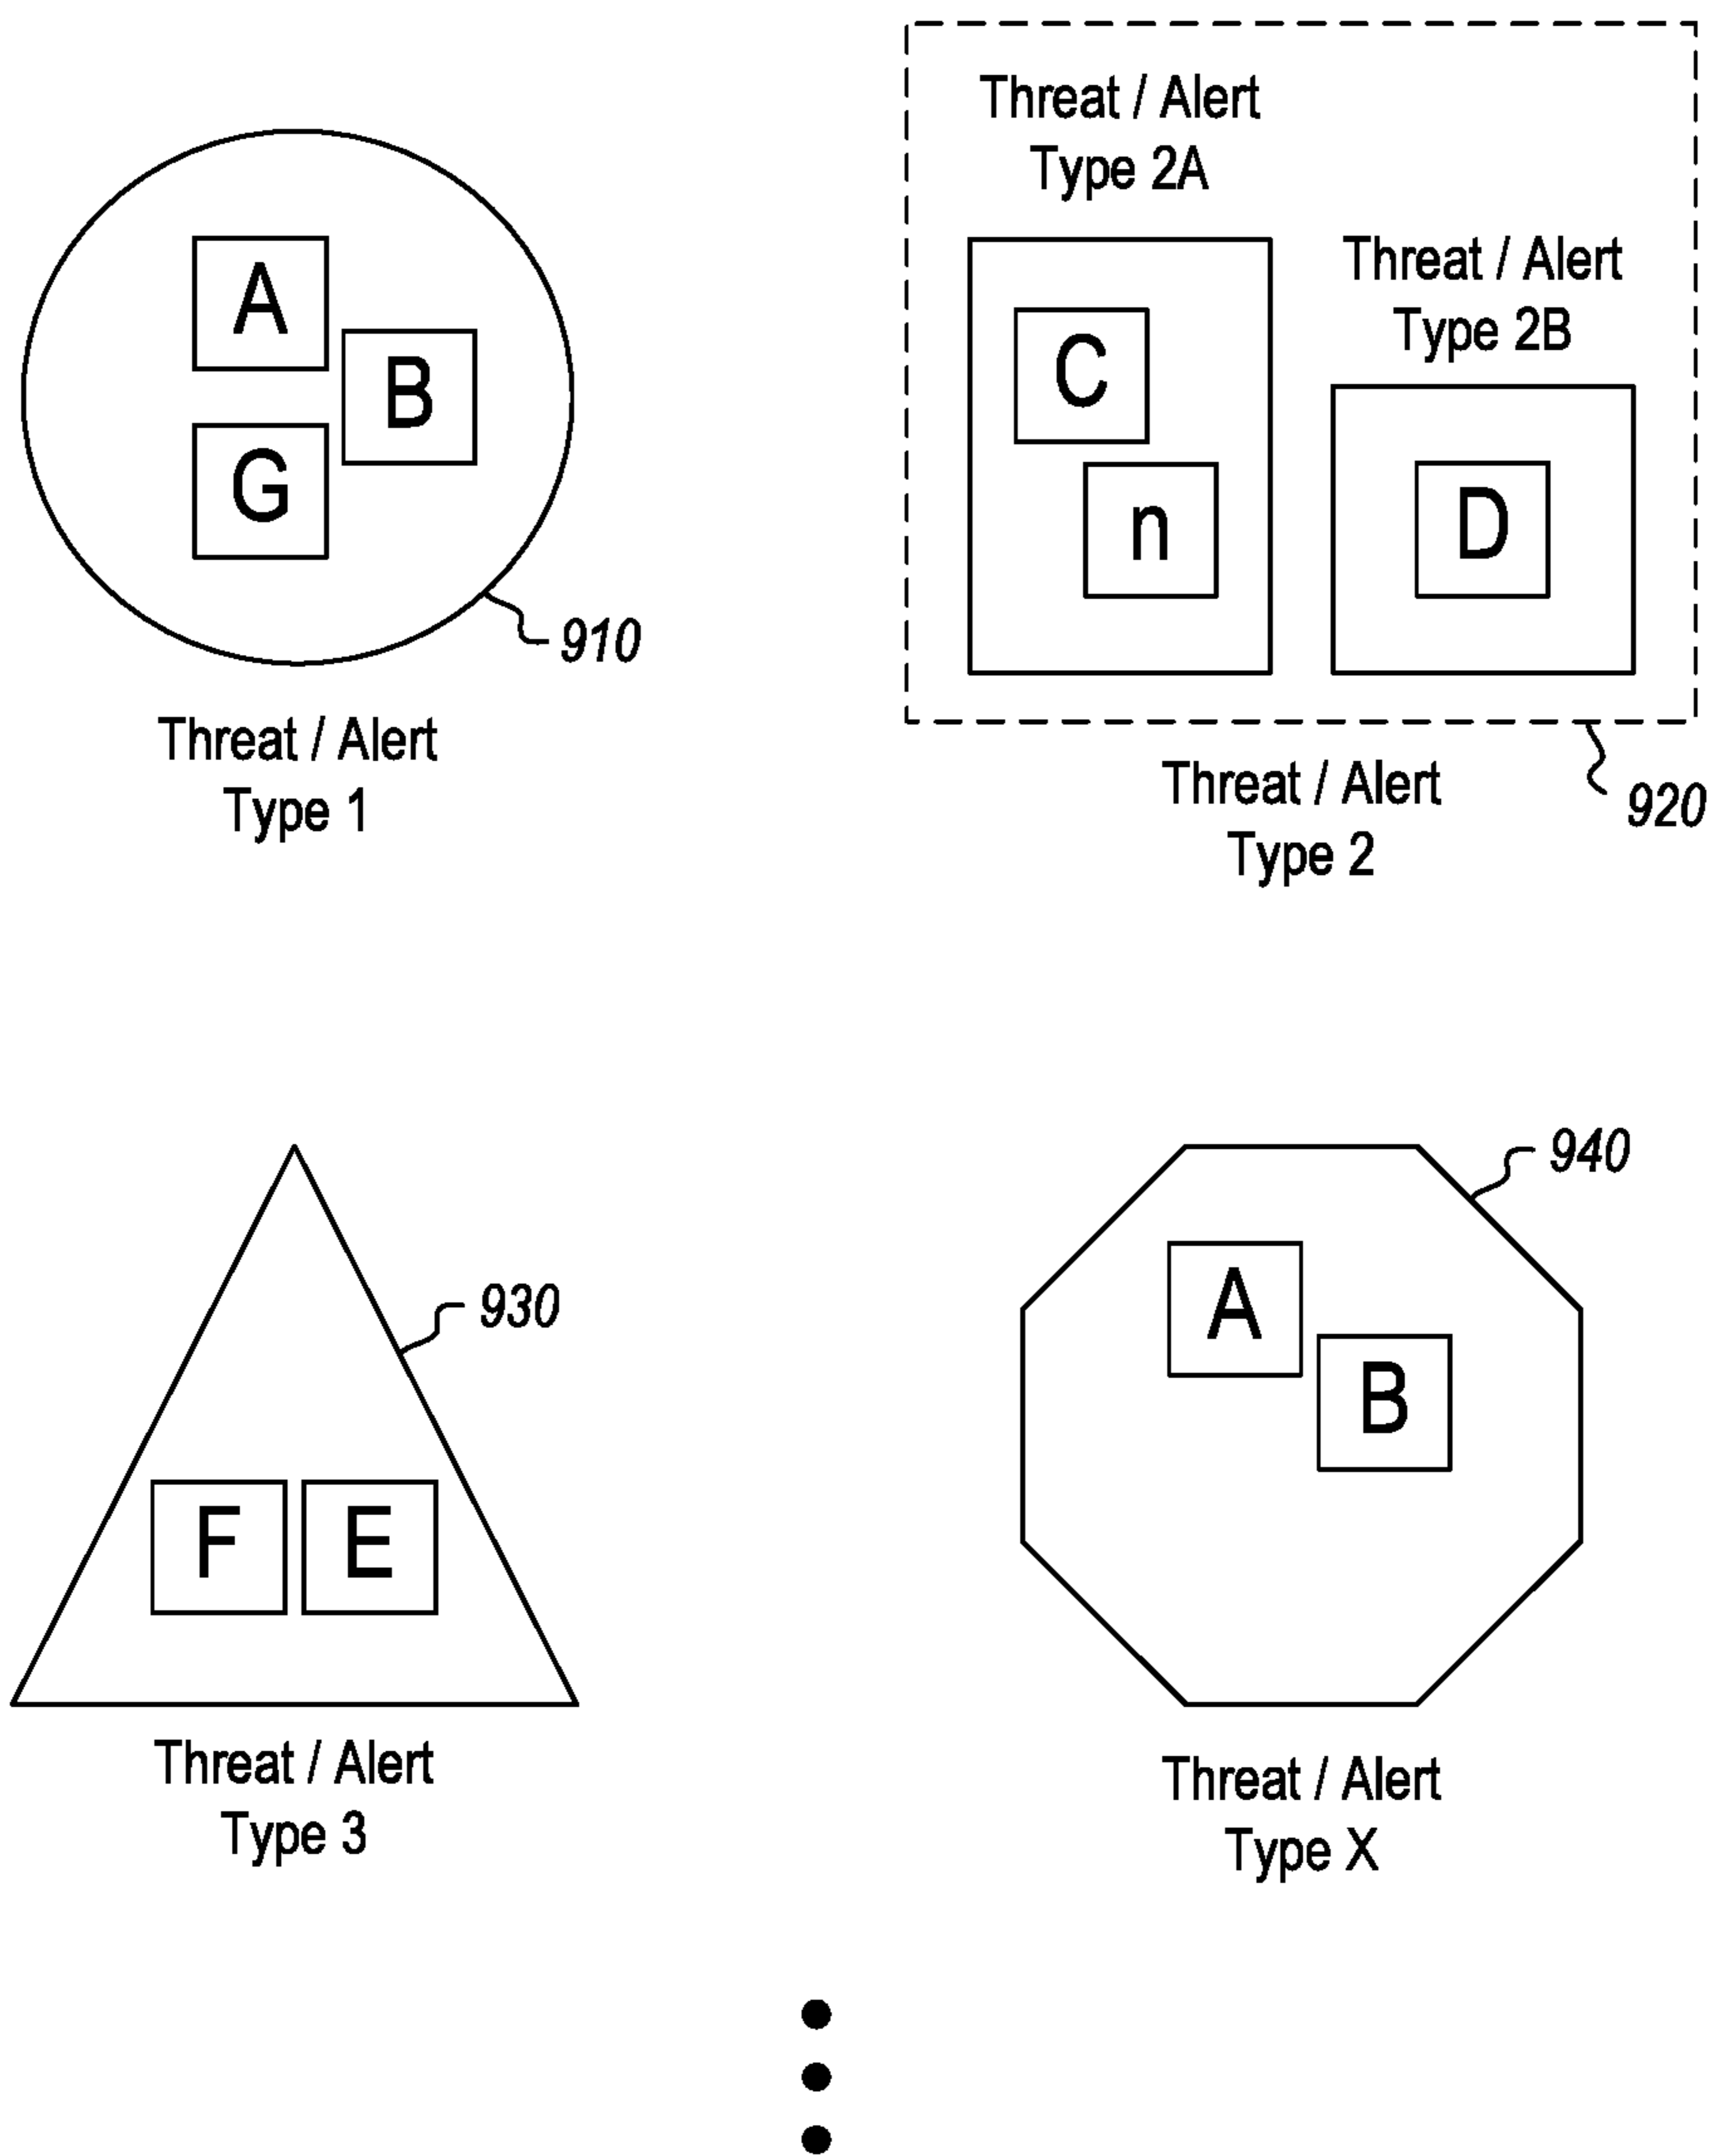 A
B
G
910
Threat / Alert
Type 1
Threat / Alert
Type 2A
Threat / Alert
Type 2B
C
n
D
Threat / Alert
Type 2
920
930
F
E
Threat / Alert
Type 3
940
A
B
Threat / Alert
Type X